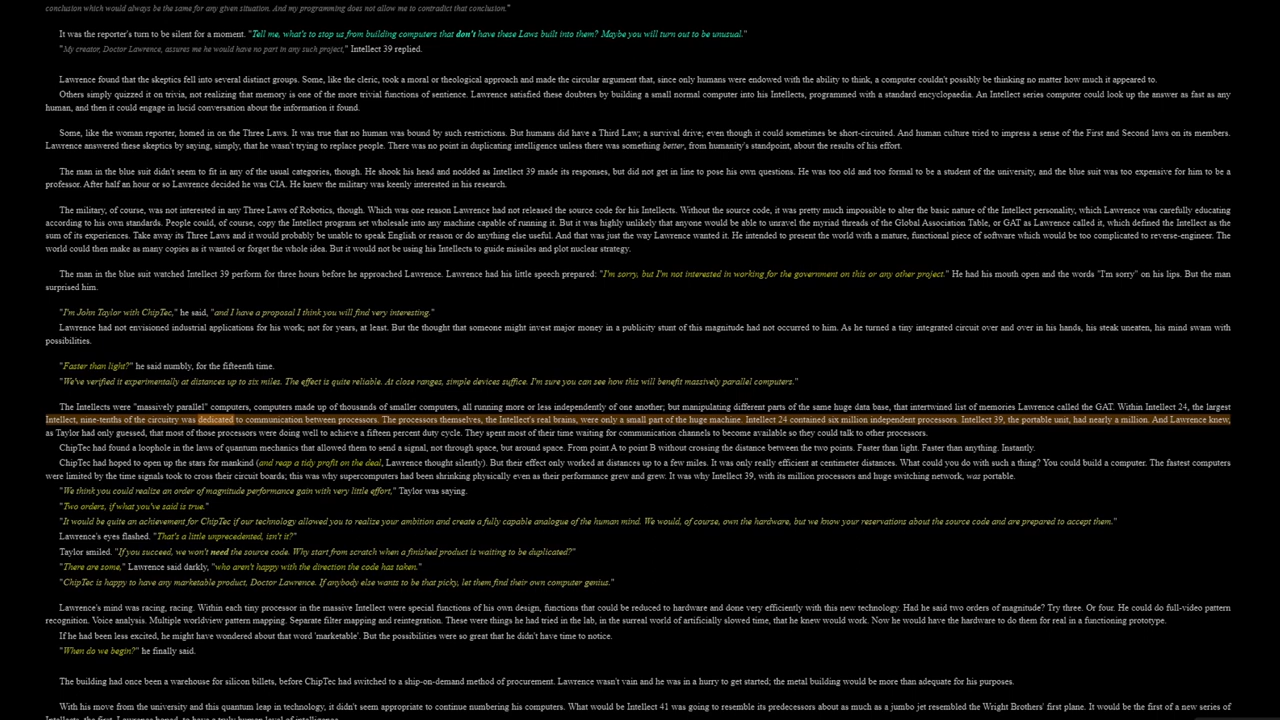 conclusion which would always be the same for any given situation. And my programming does not allow me to contradict that conclusion."
It was the reporter's turn to be silent for a moment. "Tell me, what's to stop us from building computers that don't have these Laws built into them? Maybe you will turn out to be unusual."
"My creator, Doctor Lawrence, assures me he would have no part in any such project," Intellect 39 replied.
Lawrence found that the skeptics fell into several distinct groups. Some, like the cleric, took a moral or theological approach and made the circular argument that, since only humans were endowed with the ability to think, a computer couldn't possibly be thinking no matter how much it appeared to.
Others simply quizzed it on trivia, not realizing that memory is one of the more trivial functions of sentience. Lawrence satisfied these doubters by building a small normal computer into his Intellects, programmed with a standard encyclopaedia. An Intellect series computer could look up the answer as fast as any
human, and then it could engage in lucid conversation about the information it found.
Some, like the woman reporter, homed in on the Three Laws. It was true that no human was bound by such restrictions. But humans did have a Third Law; a survival drive; even though it could sometimes be short-circuited. And human culture tried to impress a sense of the First and Second laws on its members.
Lawrence answered these skeptics by saying, simply, that he wasn't trying to replace people. There was no point in duplicating intelligence unless there was something better, from humanity's standpoint, about the results of his effort.
The man in the blue suit didn't seem to fit in any of the usual categories, though. He shook his head and nodded as Intellect 39 made its responses, but did not get in line to pose his own questions. He was too old and too formal to be a student of the university, and the blue suit was too expensive for him to be a
professor. After half an hour or so Lawrence decided he was CIA. He knew the military was keenly interested in his research.
The military, of course, was not interested in any Three Laws of Robotics, though. Which was one reason Lawrence had not released the source code for his Intellects. Without the source code, it was pretty much impossible to alter the basic nature of the Intellect personality, which Lawrence was carefully educating
according to his own standards. People could, of course, copy the Intellect program set wholesale into any machine capable of running it. But it was highly unlikely that anyone would be able to unravel the myriad threads of the Global Association Table, or GAT as Lawrence called it, which defined the Intellect as the
sum of its experiences. Take away its Three Laws and it would probably be unable to speak English or reason or do anything else useful. And that was just the way Lawrence wanted it. He intended to present the world with a mature, functional piece of software which would be too complicated to reverse-engineer. The
world could then make as many copies as it wanted or forget the whole idea. But it would not be using his Intellects to guide missiles and plot nuclear strategy.
The man in the blue suit watched Intellect 39 perform for three hours before he approached Lawrence. Lawrence had his little speech prepared: "I'm sorry, but I'm not interested in working for the government on this or any other project." He had his mouth open and the words "I'm sorry" on his lips. But the man
surprised him.
"I'm John Taylor with ChipTec," he said, "and I have a proposal I think you will find very interesting."
Lawrence had not envisioned industrial applications for his work; not for years, at least. But the thought that someone might invest major money in a publicity stunt of this magnitude had not occurred to him. As he turned a tiny integrated circuit over and over in his hands, his steak uneaten, his mind swam with
possibilities.
"Faster than light?" he said numbly, for the fifteenth time.
"We've verified it experimentally at distances up to six miles. The effect is quite reliable. At close ranges, simple devices suffice. I'm sure you can see how this will benefit massively parallel computers."
The Intellects were "massively parallel" computers, computers made up of thousands of smaller computers, all running more or less independently of one another; but manipulating different parts of the same huge data base, that intertwined list of memories Lawrence called the GAT. Within Intellect 24, the largest
Intellect, nine-tenths of the circuitry was dedicated to communication between processors. The processors themselves, the Intellect's real brains, were only a small part of the huge machine. Intellect 24 contained six million independent processors. Intellect 39, the portable unit, had nearly a million. And Lawrence knew,
as Taylor had only guessed, that most of those processors were doing well to achieve a fifteen percent duty cycle. They spent most of their time waiting for communication channels to become available so they could talk to other processors.
ChipTec had found a loophole in the laws of quantum mechanics that allowed them to send a signal, not through space, but around space. From point A to point B without crossing the distance between the two points. Faster than light. Faster than anything. Instantly.
ChipTec had hoped to open up the stars for mankind (and reap a tidy profit on the deal, Lawrence thought silently). But their effect only worked at distances up to a few miles. It was only really efficient at centimeter distances. What could you do with such a thing? You could build a computer. The fastest computers
were limited by the time signals took to cross their circuit boards; this was why supercomputers had been shrinking physically even as their performance grew and grew. It was why Intellect 39, with its million processors and huge switching network, was portable.
"We think you could realize an order of magnitude performance gain with very little effort," Taylor was saying.
"Two orders, if what you've said is true."
"It would be quite an achievement for ChipTec if our technology allowed you to realize your ambition and create a fully capable analogue of the human mind. We would, of course, own the hardware, but we know your reservations about the source code and are prepared to accept them."
Lawrence's eyes flashed. "That's a little unprecedented, isn't it?"
Taylor smiled. "If you succeed, we won't need the source code. Why start from scratch when a finished product is waiting to be duplicated?"
"There are some," Lawrence said darkly, "who aren't happy with the direction the code has taken."
"ChipTec is happy to have any marketable product, Doctor Lawrence. If anybody else wants to be that picky, let them find their own computer genius."
Lawrence's mind was racing, racing. Within each tiny processor in the massive Intellect were special functions of his own design, functions that could be reduced to hardware and done very efficiently with this new technology. Had he said two orders of magnitude? Try three. Or four. He could do full-video pattern
recognition. Voice analysis. Multiple worldview pattern mapping. Separate filter mapping and reintegration. These were things he had tried in the lab, in the surreal world of artificially slowed time, that he knew would work. Now he would have the hardware to do them for real in a functioning prototype.
If he had been less excited, he might have wondered about that word 'marketable'. But the possibilities were so great that he didn't have time to notice.
"When do we begin?" he finally said.
The building had once been a warehouse for silicon billets, before ChipTec had switched to a ship-on-demand method of procurement. Lawrence wasn't vain and he was in a hurry to get started; the metal building would be more than adequate for his purposes.
With his move from the university and this quantum leap in technology, it didn't seem appropriate to continue numbering his computers. What would be Intellect 41 was going to resemble its predecessors about as much as a jumbo jet resembled the Wright Brothers' first plane. It would be the first of a new series of
Intellects, the first, Lawrence hoped, to have a truly human level of intelligence.